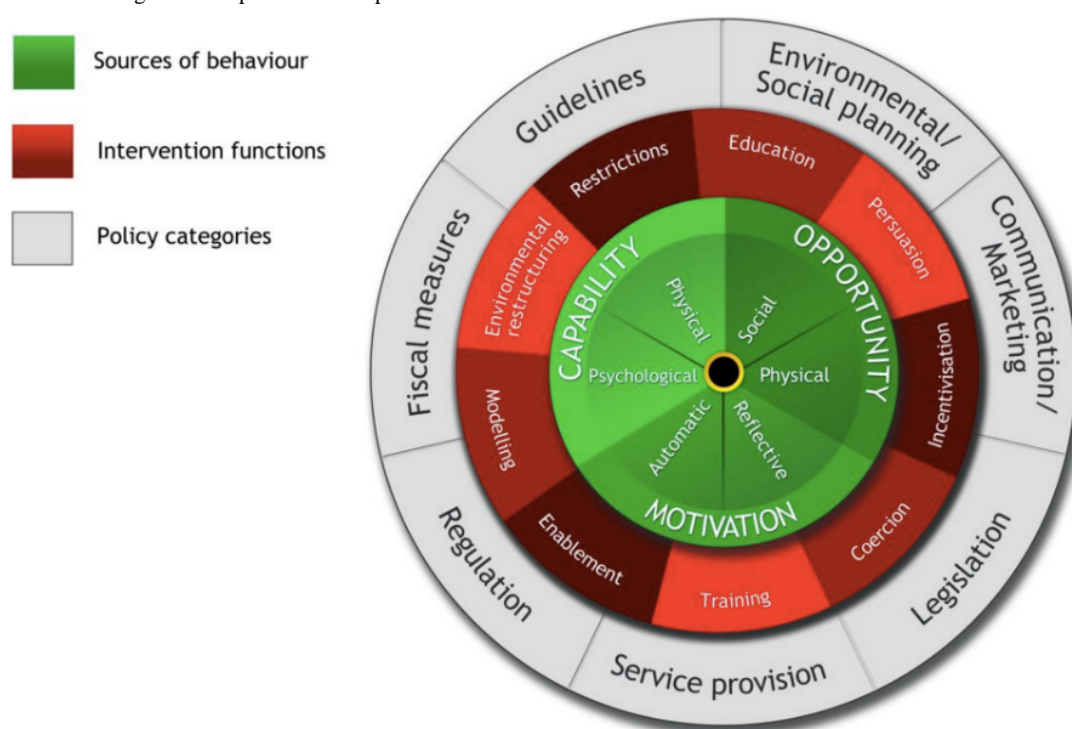 Sources of behaviour
Intervention functions
Policy categories
Guidelines
Environmental/
Social planning
Communication/
Marketing
Legislation
Service provision
Regulation
Fiscal measures
Restrictions
Education
Persuasion
Incentivisation
Coercion
Training
Enablement
Modelling
Environmental
restructuring
CAPABILITY
OPPORTUNITY
MOTIVATION
Physical
Social
Physical
Reflective
Automatic
Psychological